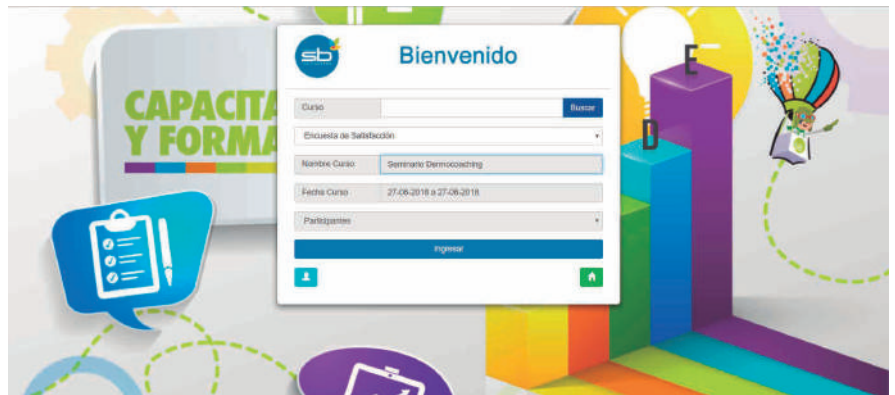 CAPACITA
Y FORMA
sb
Bienvenido
Curso
Buscar
Encuesta de Satisfacción
Nombre Curso
Seminario Dermocoaching
Fecha Curso
27-06-2018 a 27-06-2018
Participantes
Ingresar
E
D